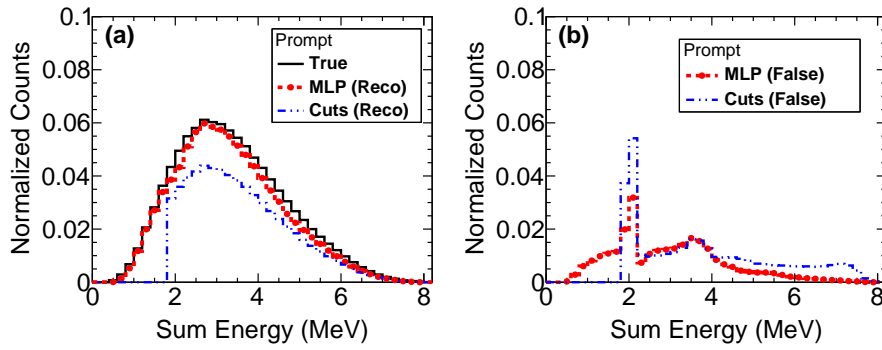 (a)
Prompt
True
MLP (Reco)
Cuts (Reco)
0.1
0.08
0.06
0.04
0.02
0
0 2 4 6 8
Normalized Counts
Sum Energy (MeV)
(b)
Prompt
MLP (False)
Cuts (False)
0.1
0.08
0.06
0.04
0.02
0
0 2 4 6 8
Normalized Counts
Sum Energy (MeV)